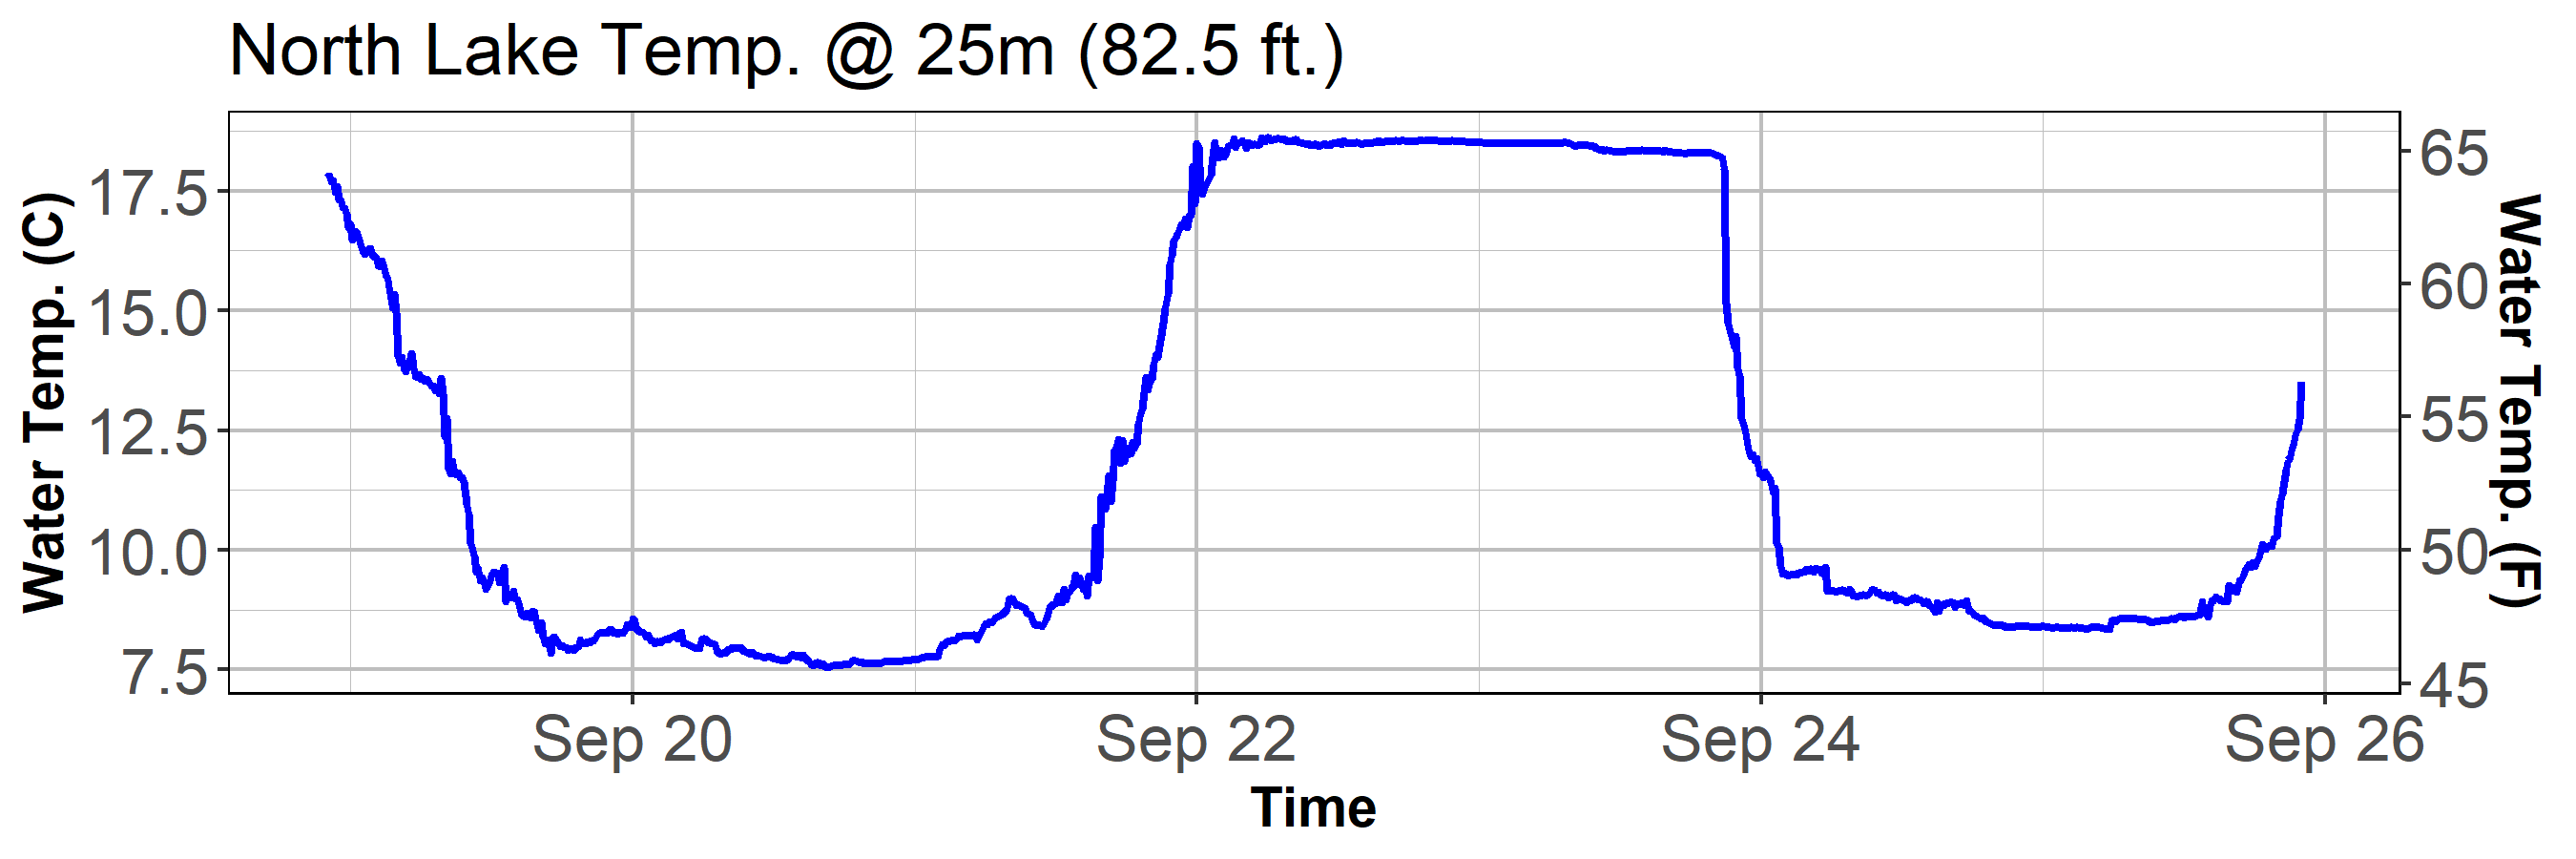 North Lake Temp. @ 25m (82.5 ft.)
Water Temp. (C)
17.5
15.0
12.5
10.0
7.5
65
60
55
50
45
Water Temp. (F)
Sep 20 Sep 22 Sep 24 Sep 26
Time